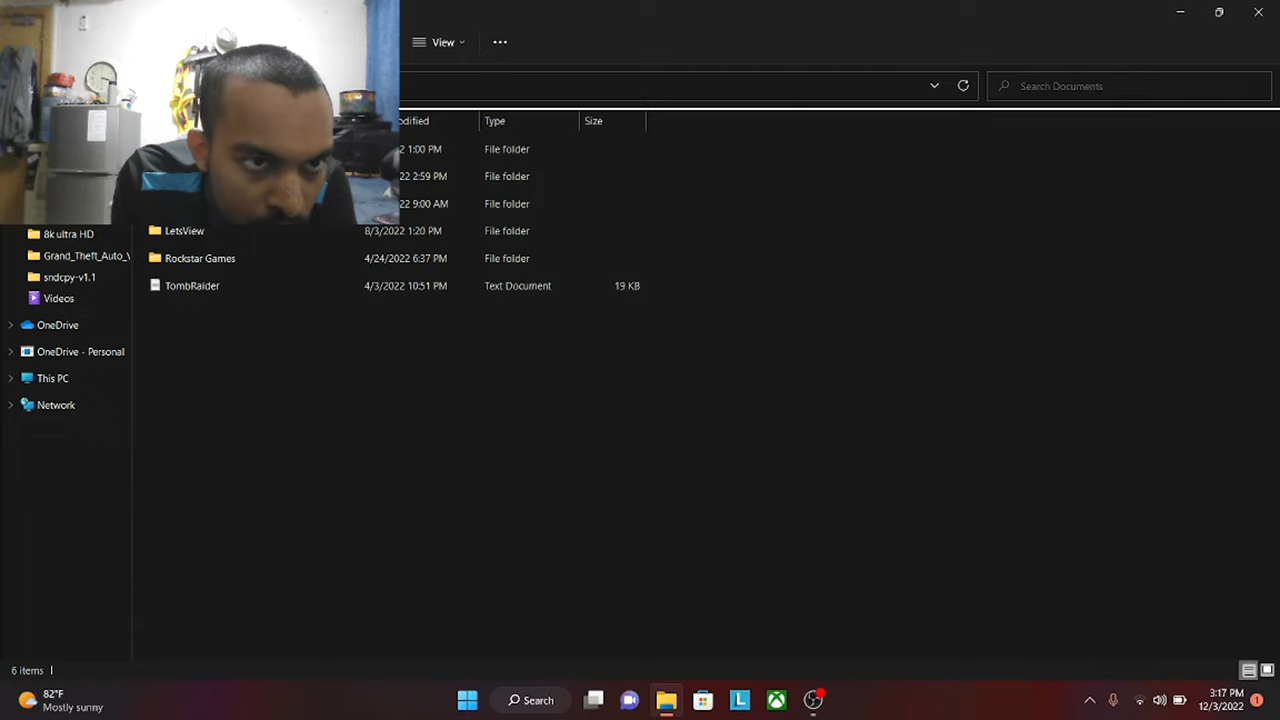 View
Search Documents
odified Type Size
2 1:00 PM File folder
2 2:59 PM File folder
22 9:00 AM File folder
LetsView 8/3/2022 1:20 PM File folder
Rockstar Games 4/24/2022 6:37 PM File folder
TombRaider 4/3/2022 10:51 PM Text Document 19 KB
8k ultra HD
Grand_Theft_Auto_V
sndcpy-v1.1
Videos
OneDrive
OneDrive - Personal
This PC
Network
6 items
82°F
Mostly sunny
Search
L
3:17 PM
12/3/2022
1